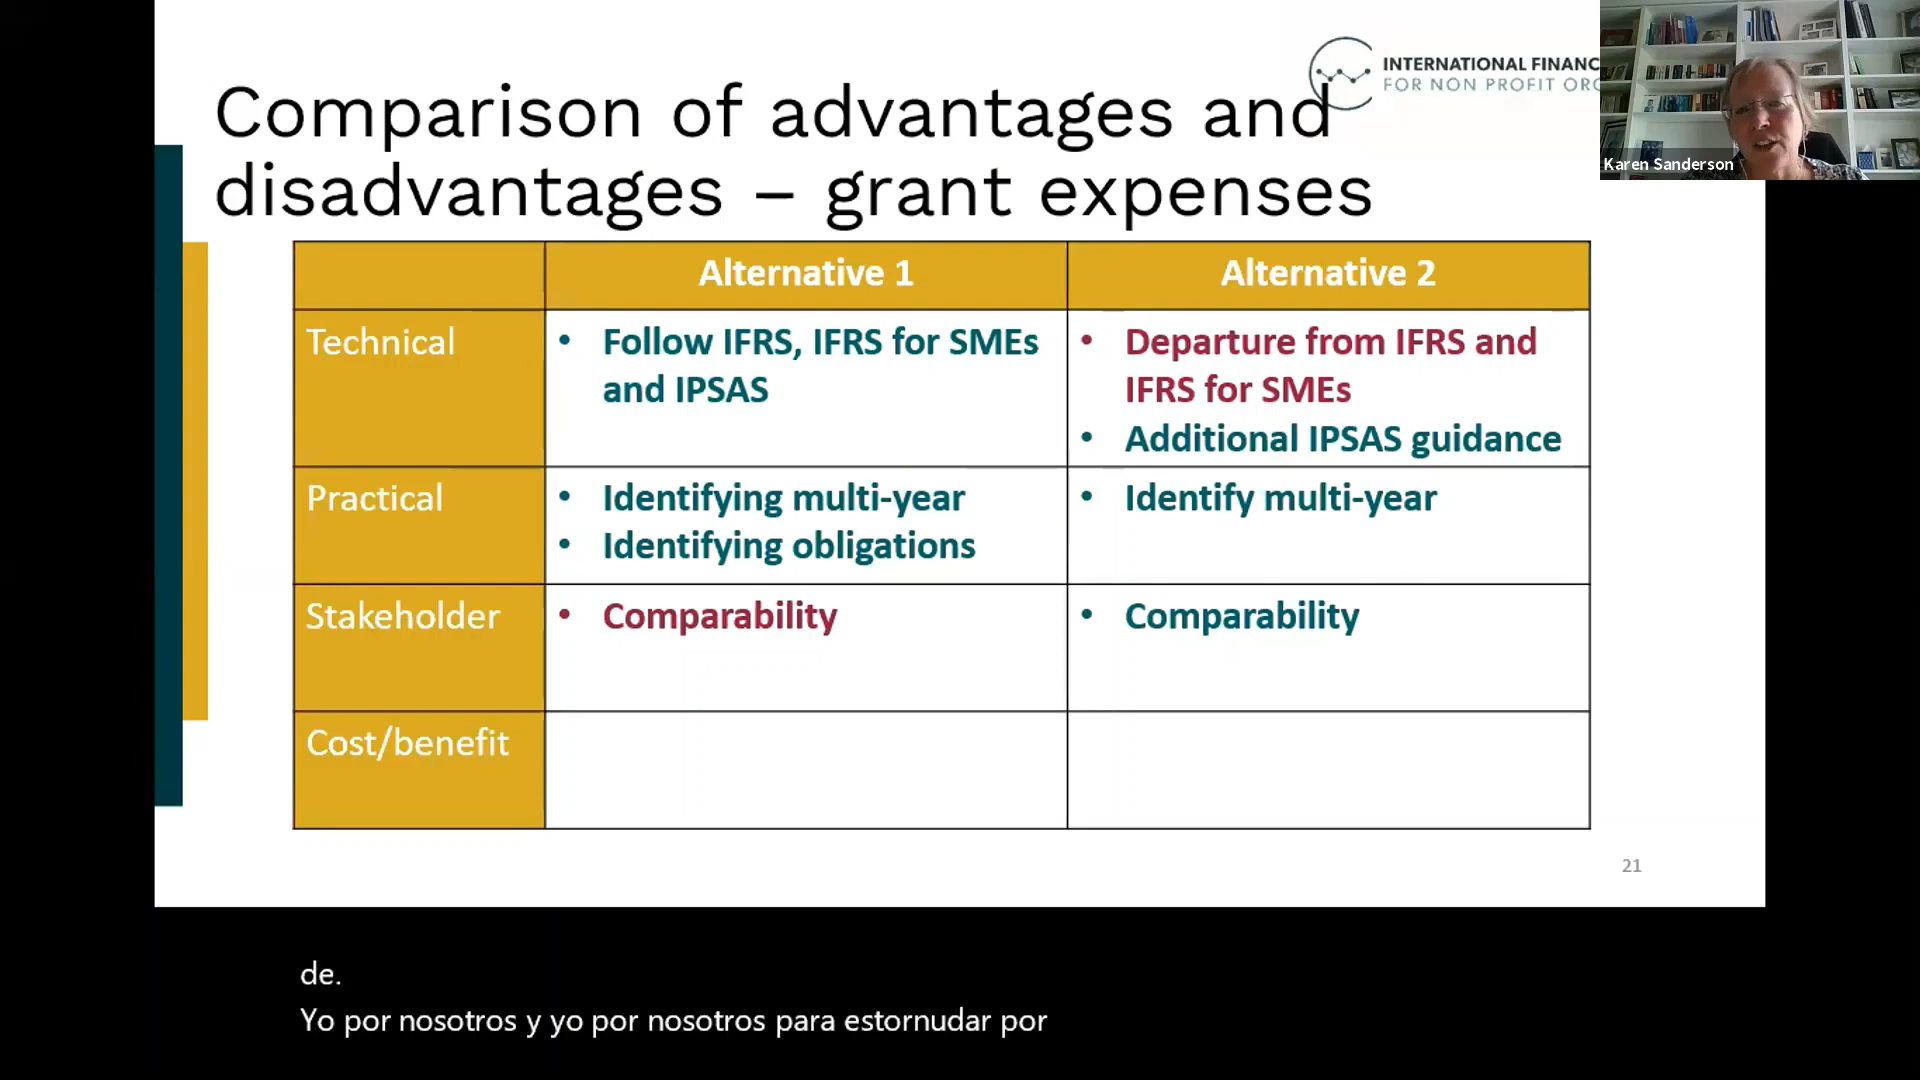 INTERNATIONAL FINANC
FOR NON PROFIT ORG
Karen Sanderson
Comparison of advantages and
disadvantages – grant expenses
Alternative 1
Alternative 2
Technical
• Follow IFRS, IFRS for SMEs
and IPSAS
• Departure from IFRS and
IFRS for SMEs
• Additional IPSAS guidance
Practical
• Identifying multi-year
• Identifying obligations
• Identify multi-year
Stakeholder
• Comparability
• Comparability
Cost/benefit
21
de.
Yo por nosotros y yo por nosotros para estornudar por